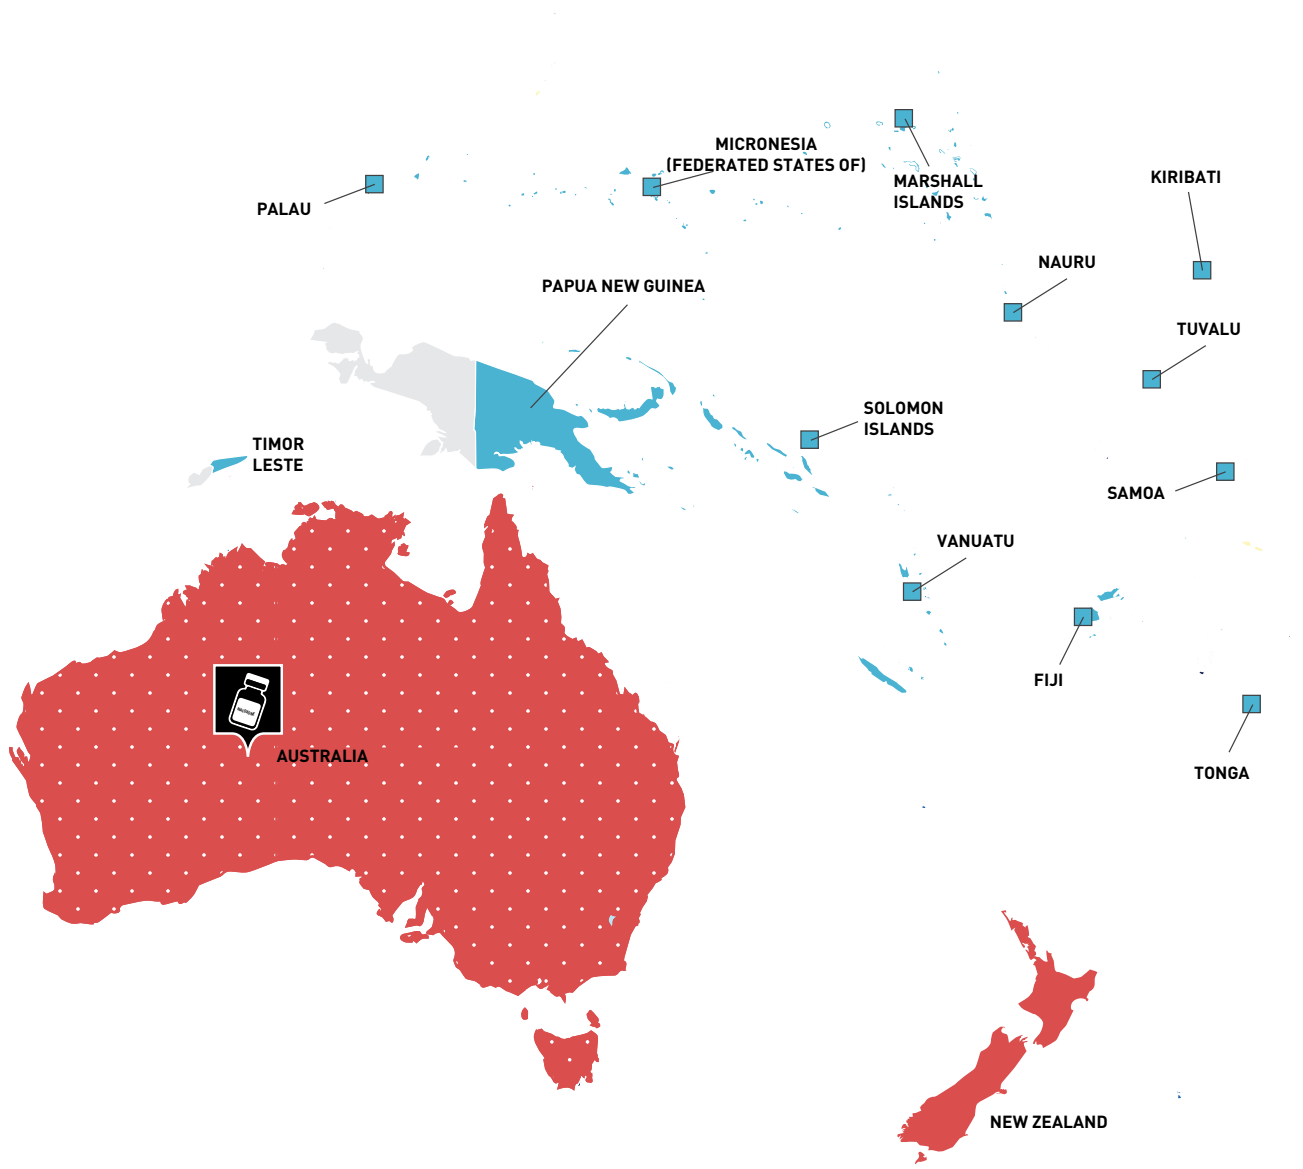 MICRONESIA
(FEDERATED STATES OF)
MARSHALL
ISLANDS
KIRIBATI
PALAU
NAURU
PAPUA NEW GUINEA
TUVALU
SOLOMON
ISLANDS
TIMOR
LESTE
SAMOA
VANUATU
FIJI
NALOXONE
AUSTRALIA
TONGA
NEW ZEALAND